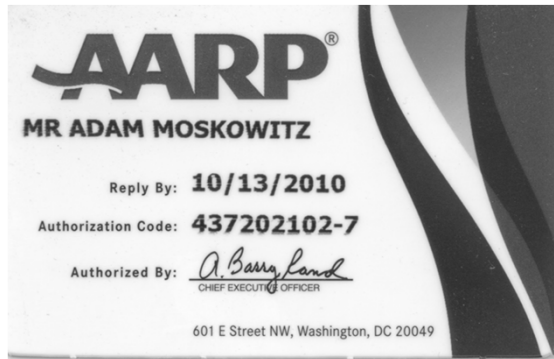 AARP®
MR ADAM MOSKOWITZ
Reply By: 10/13/2010
Authorization Code: 437202102-7
Authorized By: A. Barry Rand
CHIEF EXECUTIVE OFFICER
601 E Street NW, Washington, DC 20049